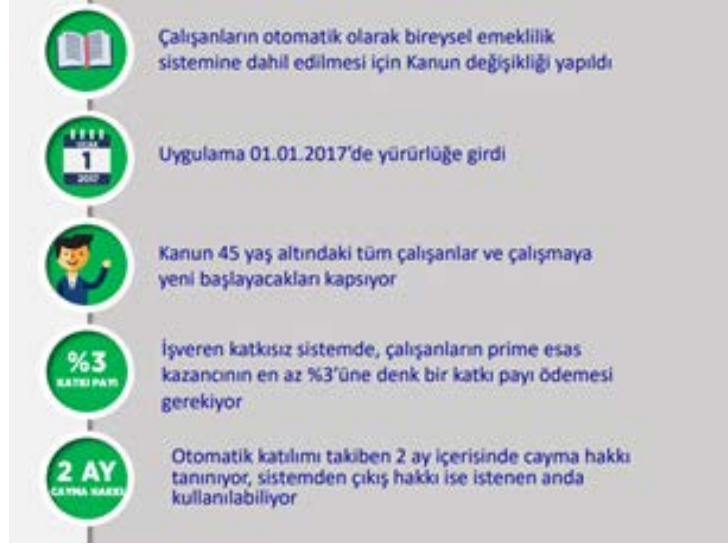 Çalışanların otomatik olarak bireysel emeklilik
sistemine dahil edilmesi için Kanun değişikliği yapıldı
OCAK
1
2017
Uygulama 01.01.2017'de yürürlüğe girdi
Kanun 45 yaş altındaki tüm çalışanlar ve çalışmaya
yeni başlayacakları kapsıyor
%3
KATKI PAYI
İşveren katkısız sistemde, çalışanların prime esas
kazancının en az %3'üne denk bir katkı payı ödemesi
gerekiyor
2 AY
CAYMA HAKKI
Otomatik katılımı takiben 2 ay içerisinde cayma hakkı
tanınıyor, sistemden çıkış hakkı ise istenen anda
kullanılabiliyor